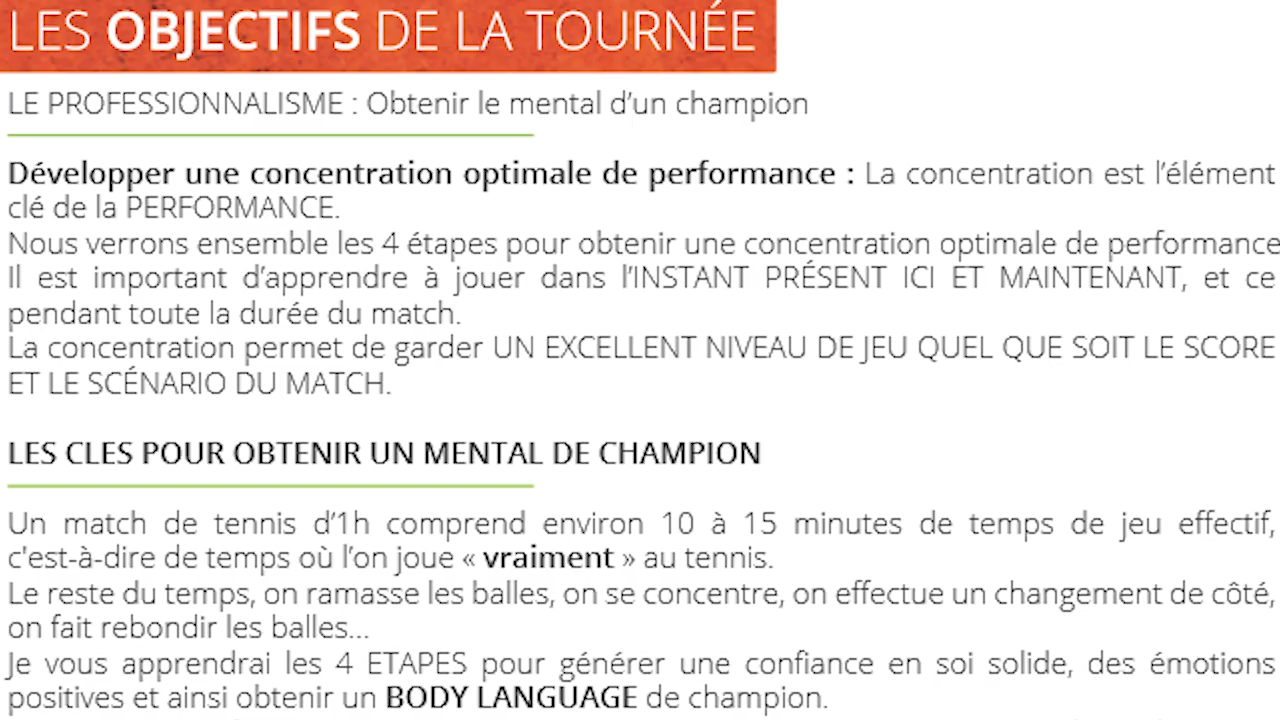 LES OBJECTIFS DE LA TOURNÉE
LE PROFESSIONNALISME : Obtenir le mental d’un champion
Développer une concentration optimale de performance : La concentration est l’élément
clé de la PERFORMANCE.
Nous verrons ensemble les 4 étapes pour obtenir une concentration optimale de performance
Il est important d’apprendre à jouer dans l’INSTANT PRÉSENT ICI ET MAINTENANT, et ce
pendant toute la durée du match.
La concentration permet de garder UN EXCELLENT NIVEAU DE JEU QUEL QUE SOIT LE SCORE
ET LE SCÉNARIO DU MATCH.
LES CLES POUR OBTENIR UN MENTAL DE CHAMPION
Un match de tennis d’1h comprend environ 10 à 15 minutes de temps de jeu effectif,
c'est-à-dire de temps où l’on joue « vraiment » au tennis.
Le reste du temps, on ramasse les balles, on se concentre, on effectue un changement de côté,
on fait rebondir les balles...
Je vous apprendrai les 4 ETAPES pour générer une confiance en soi solide, des émotions
positives et ainsi obtenir un BODY LANGUAGE de champion.